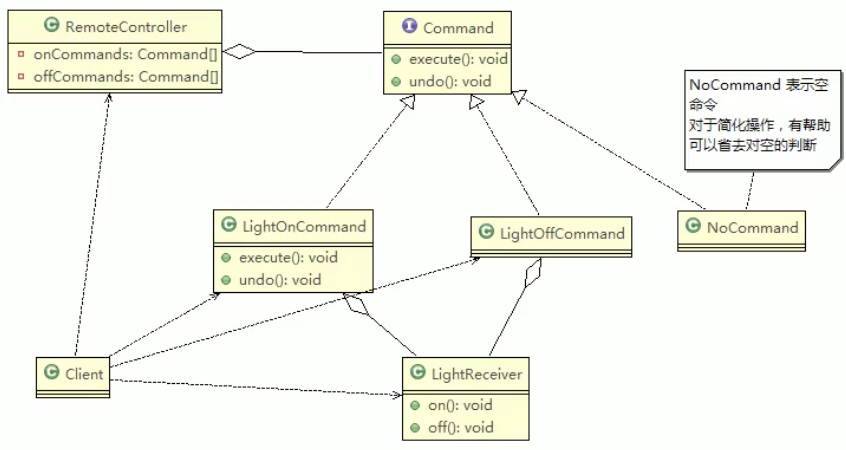 RemoteController
onCommands: Command[]
offCommands: Command[]
Command
execute(): void
undo(): void
NoCommand 表示空
命令
对于简化操作，有帮助
可以省去对空的判断
LightOnCommand
execute(): void
undo(): void
LightOffCommand
NoCommand
Client
LightReceiver
on(): void
off(): void